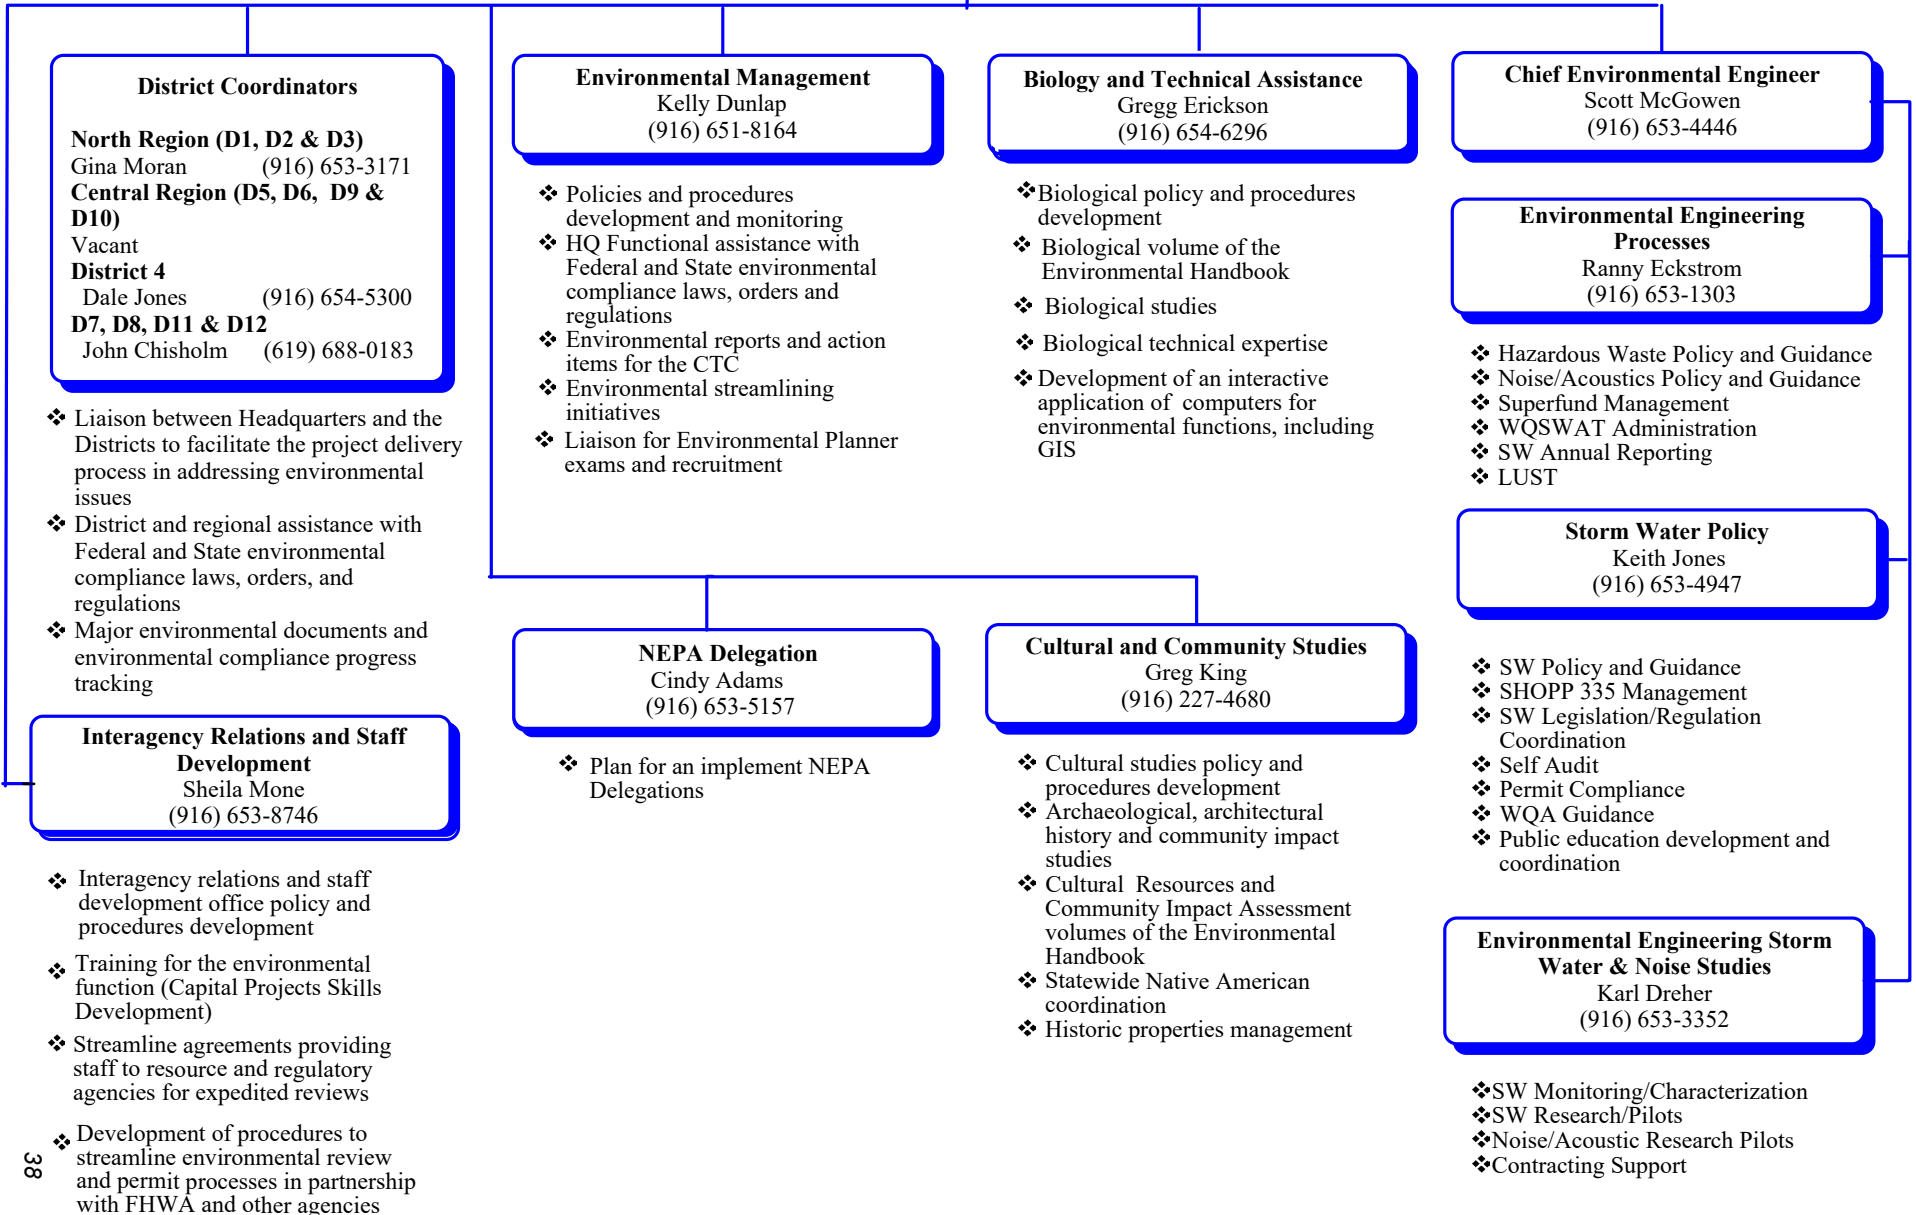 District Coordinators
North Region (D1, D2 & D3)
Gina Moran (916) 653-3171
Central Region (D5, D6, D9 &
D10)
Vacant
District 4
Dale Jones (916) 654-5300
D7, D8, D11 & D12
John Chisholm (619) 688-0183
❖ Liaison between Headquarters and the
Districts to facilitate the project delivery
process in addressing environmental
issues
❖ District and regional assistance with
Federal and State environmental
compliance laws, orders, and
regulations
❖ Major environmental documents and
environmental compliance progress
tracking
Interagency Relations and Staff
Development
Sheila Mone
(916) 653-8746
❖ Interagency relations and staff
development office policy and
procedures development
❖ Training for the environmental
function (Capital Projects Skills
Development)
❖ Streamline agreements providing
staff to resource and regulatory
agencies for expedited reviews
❖ Development of procedures to
streamline environmental review
and permit processes in partnership
with FHWA and other agencies
38
Environmental Management
Kelly Dunlap
(916) 651-8164
❖ Policies and procedures
development and monitoring
❖ HQ Functional assistance with
Federal and State environmental
compliance laws, orders and
regulations
❖ Environmental reports and action
items for the CTC
❖ Environmental streamlining
initiatives
❖ Liaison for Environmental Planner
exams and recruitment
NEPA Delegation
Cindy Adams
(916) 653-5157
❖ Plan for an implement NEPA
Delegations
Biology and Technical Assistance
Gregg Erickson
(916) 654-6296
❖Biological policy and procedures
development
❖ Biological volume of the
Environmental Handbook
❖ Biological studies
❖ Biological technical expertise
❖ Development of an interactive
application of computers for
environmental functions, including
GIS
Cultural and Community Studies
Greg King
(916) 227-4680
❖ Cultural studies policy and
procedures development
❖ Archaeological, architectural
history and community impact
studies
❖ Cultural Resources and
Community Impact Assessment
volumes of the Environmental
Handbook
❖ Statewide Native American
coordination
❖ Historic properties management
Chief Environmental Engineer
Scott McGowen
(916) 653-4446
Environmental Engineering
Processes
Ranny Eckstrom
(916) 653-1303
❖ Hazardous Waste Policy and Guidance
❖ Noise/Acoustics Policy and Guidance
❖ Superfund Management
❖ WQSWAT Administration
❖ SW Annual Reporting
❖ LUST
Storm Water Policy
Keith Jones
(916) 653-4947
❖ SW Policy and Guidance
❖ SHOPP 335 Management
❖ SW Legislation/Regulation
Coordination
❖ Self Audit
❖ Permit Compliance
❖ WQA Guidance
❖ Public education development and
coordination
Environmental Engineering Storm
Water & Noise Studies
Karl Dreher
(916) 653-3352
❖SW Monitoring/Characterization
❖SW Research/Pilots
❖Noise/Acoustic Research Pilots
❖Contracting Support